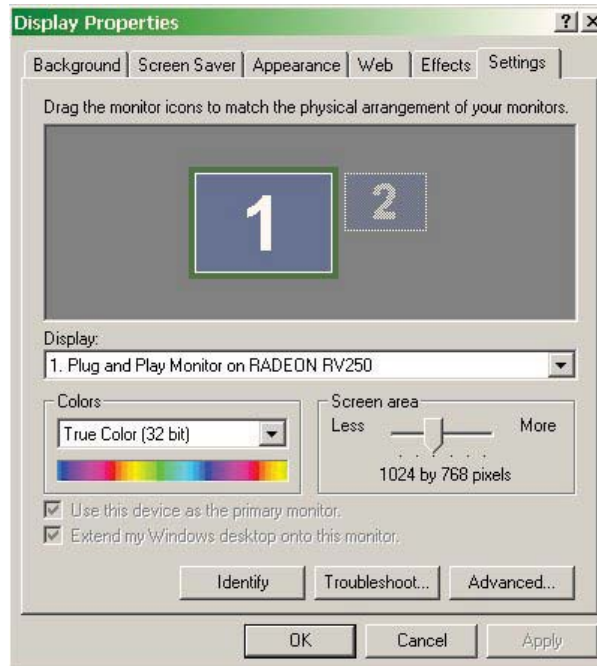 Display Properties
Background Screen Saver Appearance Web Effects Settings
Drag the monitor icons to match the physical arrangement of your monitors.
1 2
Display:
1. Plug and Play Monitor on RADEON RV250
Colors Screen area
True Color (32 bit) Less More
1024 by 768 pixels
Use this device as the primary monitor.
Extend my Windows desktop onto this monitor.
Identify Troubleshoot... Advanced...
OK Cancel Apply